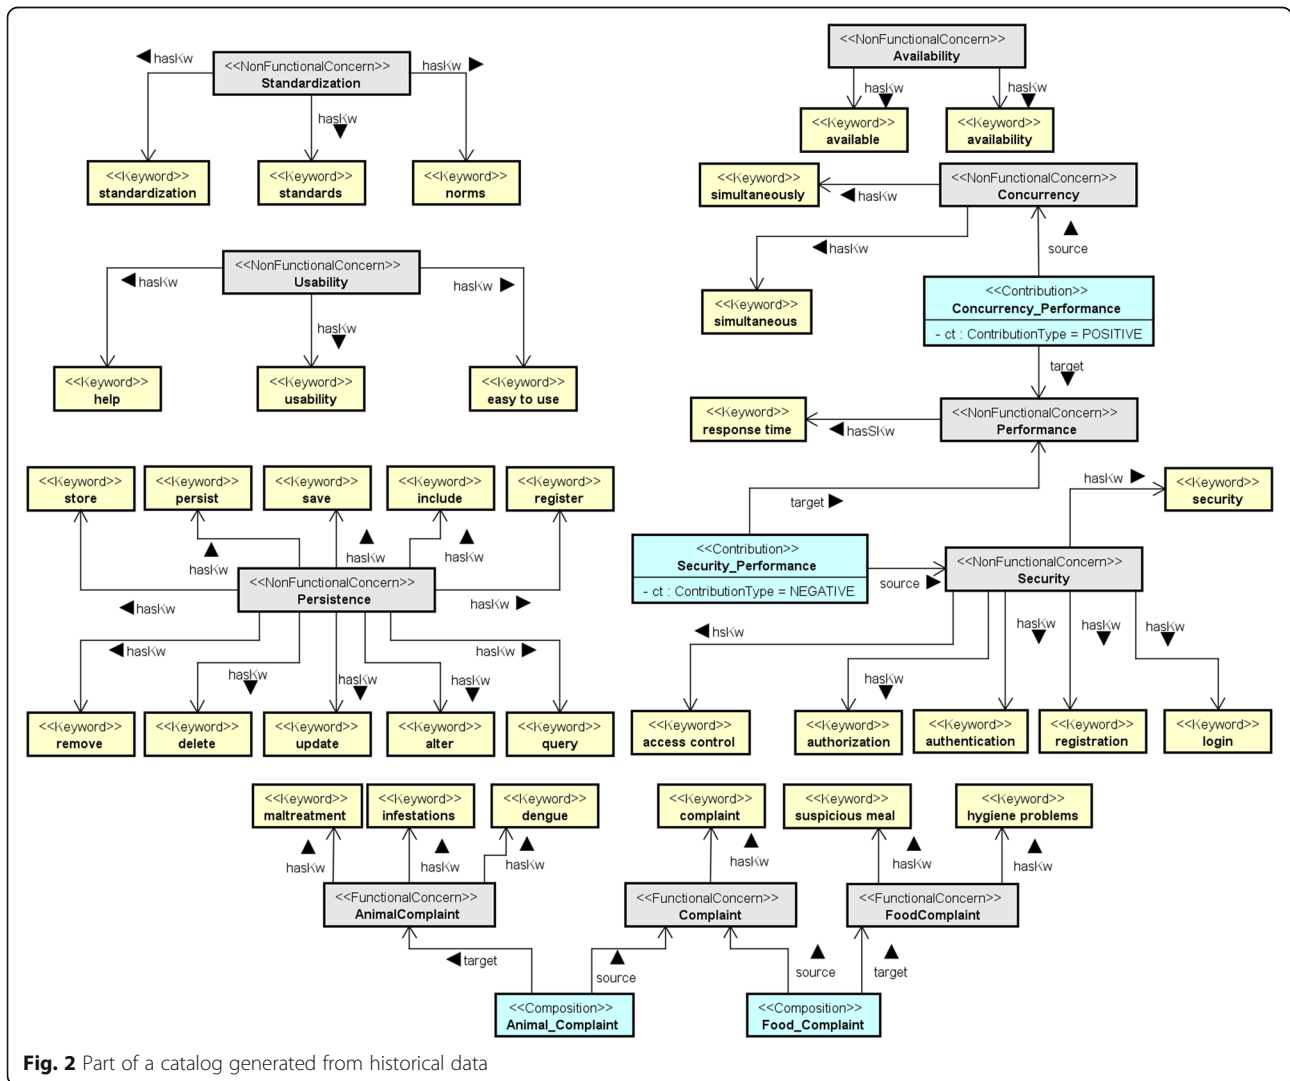 <<NonFunctionalConcern>>
Standardization
hasKw
hasKw
hasKw
<<Keyword>>
standardization
<<Keyword>>
standards
<<Keyword>>
norms
<<NonFunctionalConcern>>
Availability
hasKw
hasKw
<<Keyword>>
available
<<Keyword>>
availability
<<Keyword>>
simultaneously
hasKw
<<NonFunctionalConcern>>
Concurrency
hasKw
source
<<Keyword>>
simultaneous
<<Contribution>>
Concurrency_Performance
- ct : ContributionType = POSITIVE
target
<<NonFunctionalConcern>>
Usability
hasKw
hasKw
hasKw
<<Keyword>>
help
<<Keyword>>
usability
<<Keyword>>
easy to use
<<Keyword>>
response time
hasSKw
<<NonFunctionalConcern>>
Performance
<<Keyword>>
store
<<Keyword>>
persist
<<Keyword>>
save
<<Keyword>>
include
<<Keyword>>
register
hasKw
hasKw
hasKw
<<NonFunctionalConcern>>
Persistence
hasKw
hasKw
hasKw
hasKw
hasKw
hasKw
hasKw
<<Keyword>>
remove
<<Keyword>>
delete
<<Keyword>>
update
<<Keyword>>
alter
<<Keyword>>
query
target
hasKw
<<Keyword>>
security
<<Contribution>>
Security_Performance
- ct : ContributionType = NEGATIVE
source
<<NonFunctionalConcern>>
Security
hsKw
hasKw
hasKw
hasKw
hasKw
<<Keyword>>
access control
<<Keyword>>
authorization
<<Keyword>>
authentication
<<Keyword>>
registration
<<Keyword>>
login
<<Keyword>>
maltreatment
<<Keyword>>
infestations
<<Keyword>>
dengue
<<Keyword>>
complaint
<<Keyword>>
suspicious meal
<<Keyword>>
hygiene problems
hasKw
hasKw
hasKw
hasKw
hasKw
hasKw
<<FunctionalConcern>>
AnimalComplaint
<<FunctionalConcern>>
Complaint
<<FunctionalConcern>>
FoodComplaint
target
source
source
target
<<Composition>>
Animal_Complaint
<<Composition>>
Food_Complaint
Fig. 2 Part of a catalog generated from historical data